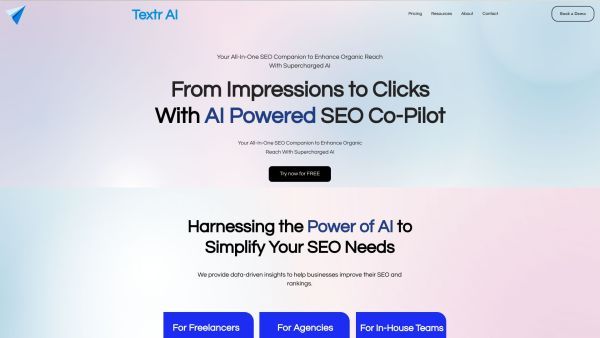 Textr AI
Pricing Resources About Contact
Book a Demo
Your All-In-One SEO Companion to Enhance Organic Reach
With Supercharged AI
From Impressions to Clicks
With AI Powered SEO Co-Pilot
Your All-In-One SEO Companion to Enhance Organic
Reach With Supercharged AI
Try now for FREE
Harnessing the Power of AI to
Simplify Your SEO Needs
We provide data-driven insights to help businesses improve their SEO and
rankings.
For Freelancers
For Agencies
For In-House Teams